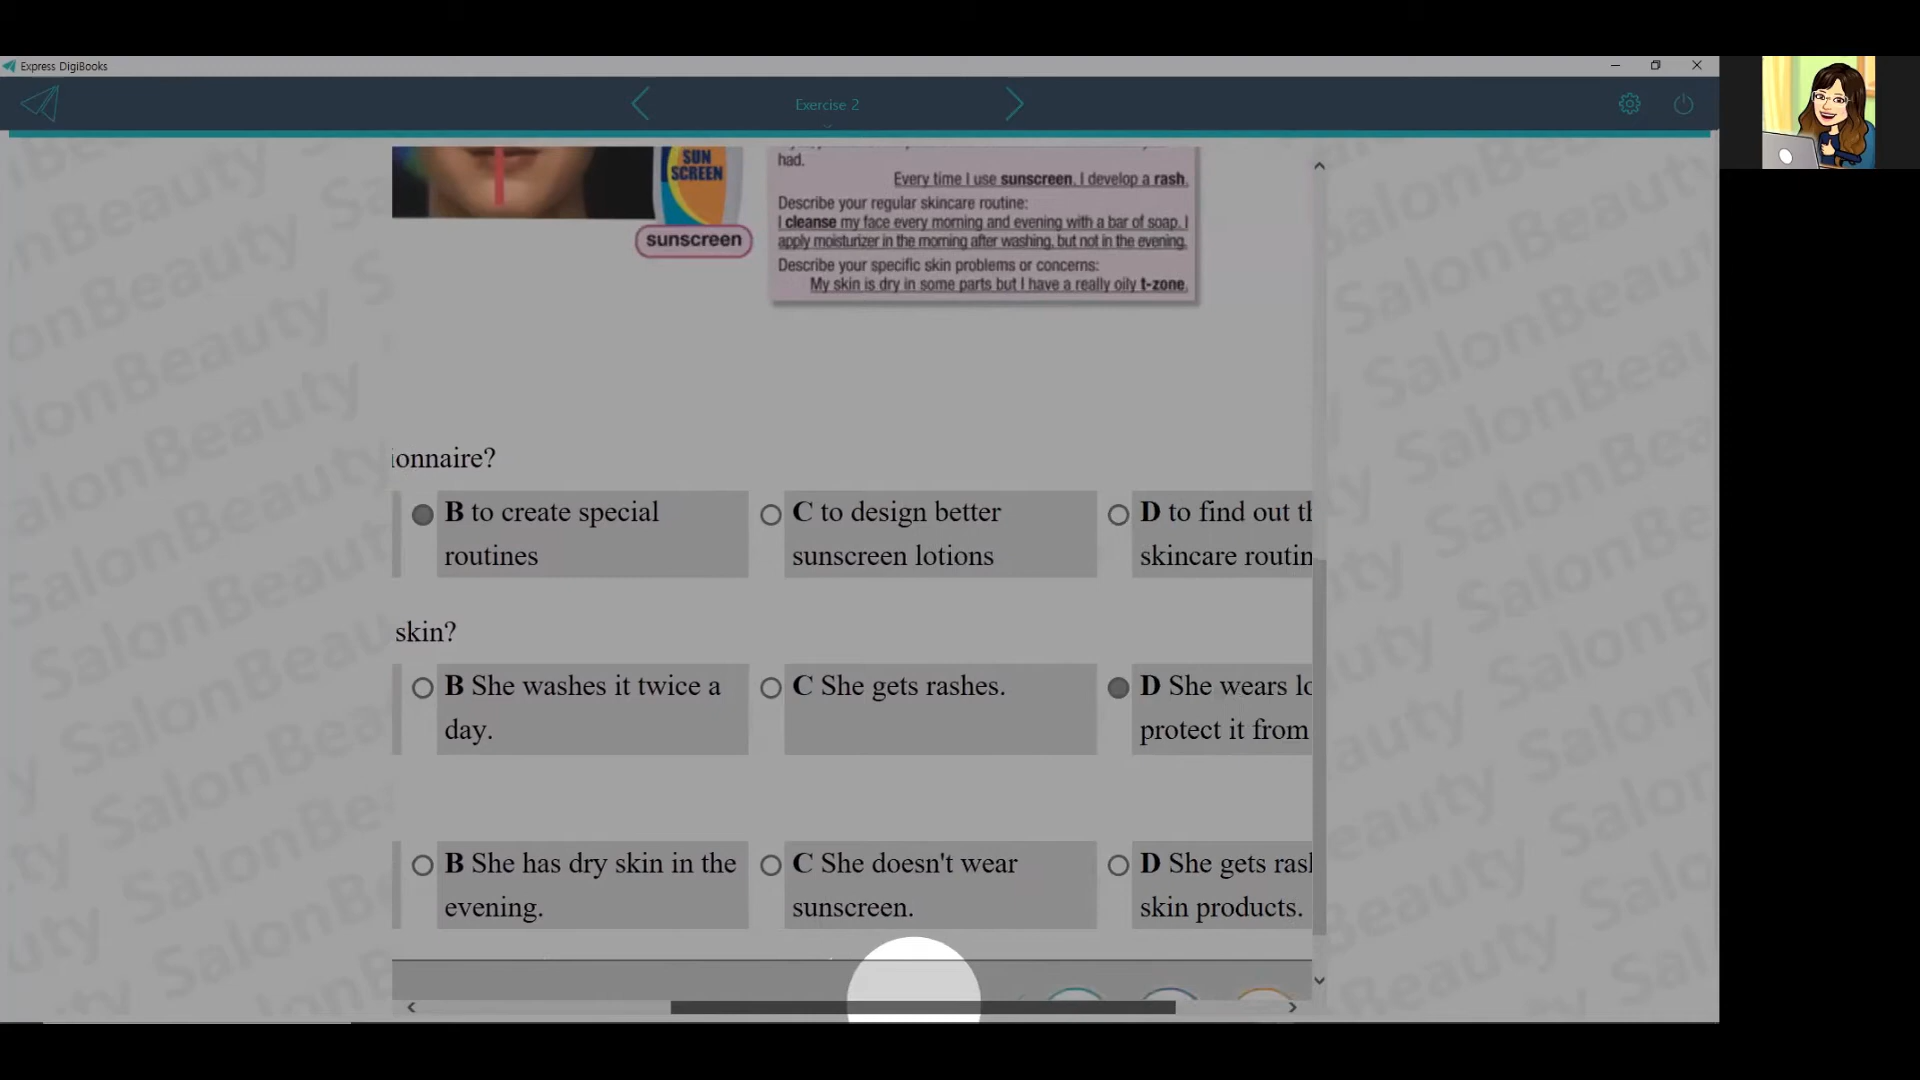 Express DigiBooks
Exercise 2
SUN
SCREEN
sunscreen
had.
Every time I use sunscreen, I develop a rash.
Describe your regular skincare routine:
I cleanse my face every morning and evening with a bar of soap. I
apply moisturizer in the morning after washing, but not in the evening.
Describe your specific skin problems or concerns:
My skin is dry in some parts but I have a really oily t-zone.
ionnaire?
B to create special
routines
C to design better
sunscreen lotions
D to find out th
skincare routin
skin?
B She washes it twice a
day.
C She gets rashes.
D She wears lo
protect it from
B She has dry skin in the
evening.
C She doesn't wear
sunscreen.
D She gets rash
skin products.
SalonBeauty